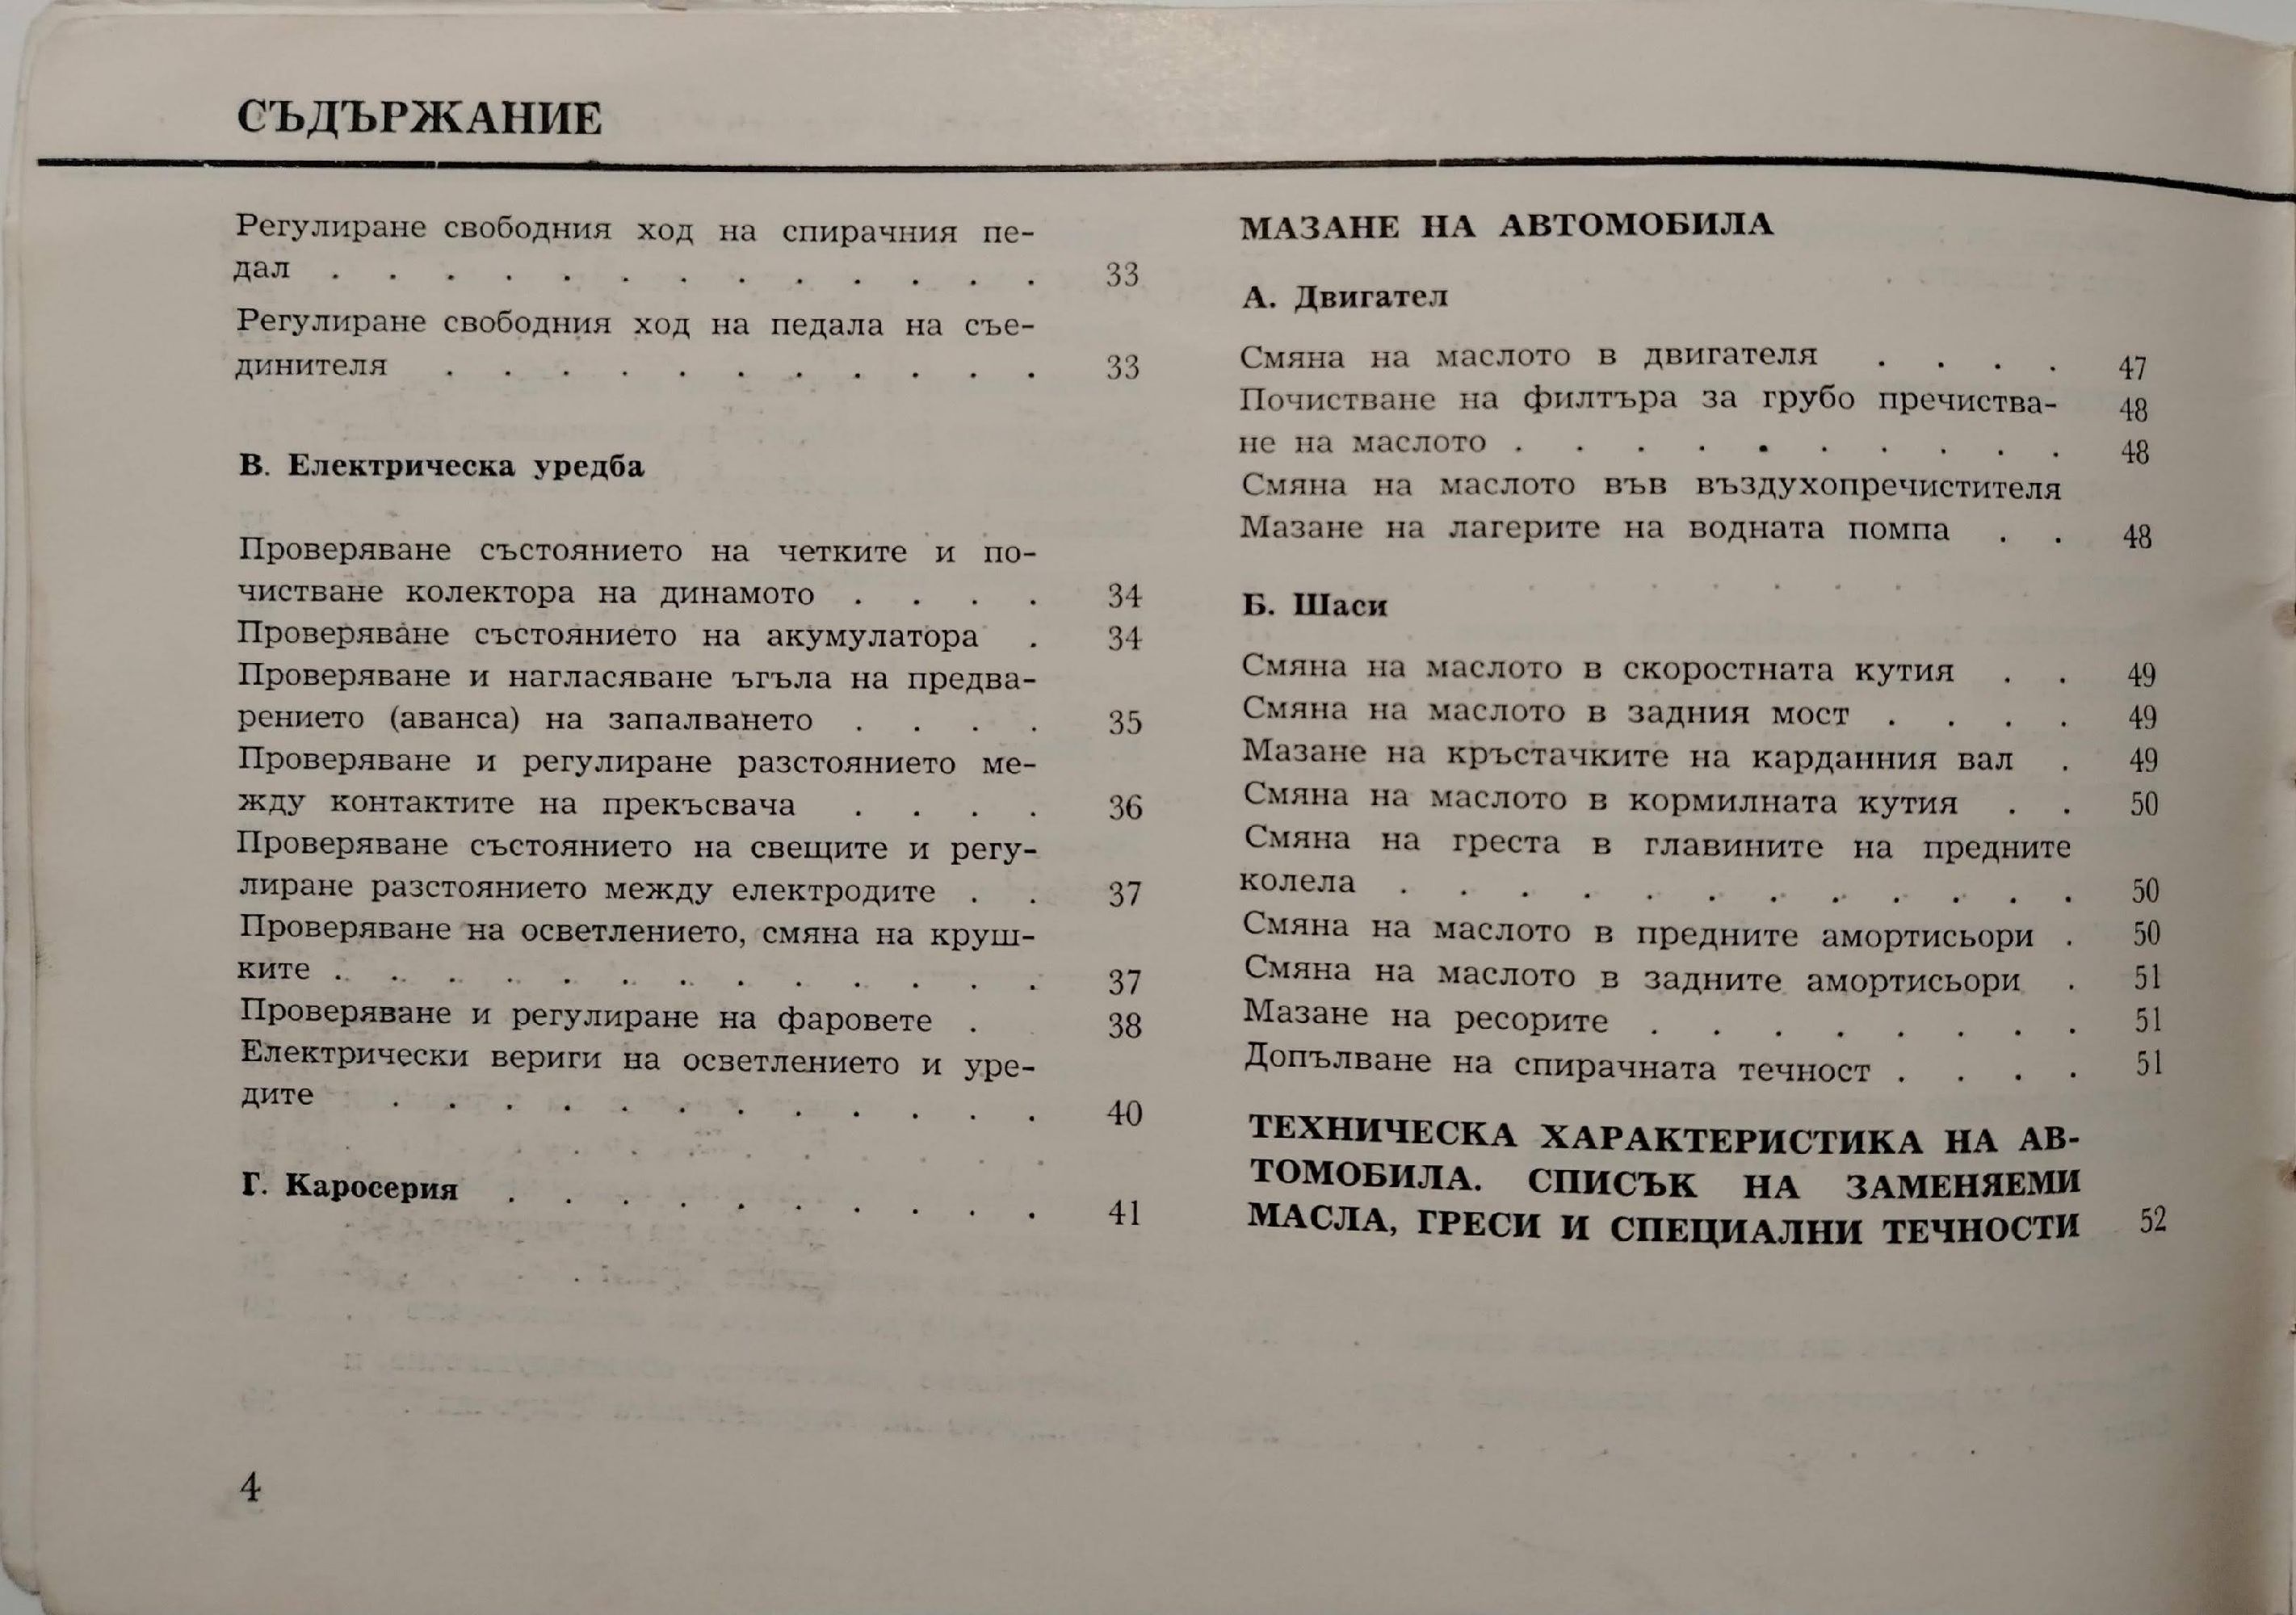 СЪДЪРЖАНИЕ
Регулиране свободния ход на спирачния пе-
дал . . . . . . . . . . . . . 33
Регулиране свободния ход на педала на съе-
динителя . . . . . . . . . . . 33
В. Електрическа уредба
Проверяване състоянието на четките и по-
чистване колектора на динамото . . . . 34
Проверяване състоянието на акумулатора . 34
Проверяване и нагласяване ъгъла на предва-
рението (аванса) на запалването . . . . 35
Проверяване и регулиране разстоянието ме-
жду контактите на прекъсвача . . . . 36
Проверяване състоянието на свещите и регу-
лиране разстоянието между електродите . . 37
Проверяване на осветлението, смяна на круш-
ките . . . . . . . . . . . . . 37
Проверяване и регулиране на фаровете . 38
Електрически вериги на осветлението и уре-
дите . . . . . . . . . . . . 40
Г. Каросерия . . . . . . . . . . 41
4
МАЗАНЕ НА АВТОМОБИЛА
А. Двигател
Смяна на маслото в двигателя . . . . 47
Почистване на филтъра за грубо пречиства- 48
не на маслото . . . . . . . . . . 48
Смяна на маслото във въздухопречистителя
Мазане на лагерите на водната помпа . . 48
Б. Шаси
Смяна на маслото в скоростната кутия . . 49
Смяна на маслото в задния мост . . . . 49
Мазане на кръстачките на карданния вал . 49
Смяна на маслото в кормилната кутия . . 50
Смяна на греста в главините на предните
колела . . . . . . . . . . . . 50
Смяна на маслото в предните амортисьори . 50
Смяна на маслото в задните амортисьори . 51
Мазане на ресорите . . . . . . . . 51
Допълване на спирачната течност . . . . 51
ТЕХНИЧЕСКА ХАРАКТЕРИСТИКА НА АВ-
ТОМОБИЛА. СПИСЪК НА ЗАМЕНЯЕМИ
МАСЛА, ГРЕСИ И СПЕЦИАЛНИ ТЕЧНОСТИ 52